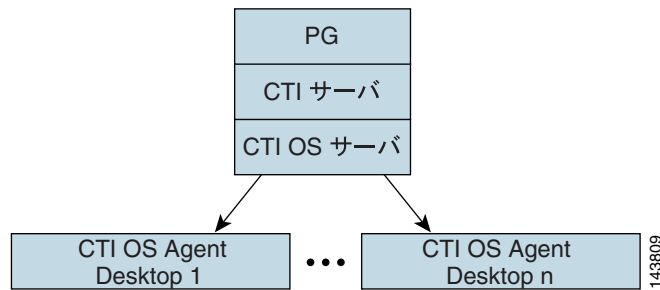 PG
CTI サーバ
CTI OS サーバ
CTI OS Agent
Desktop 1
•••
CTI OS Agent
Desktop n
143809